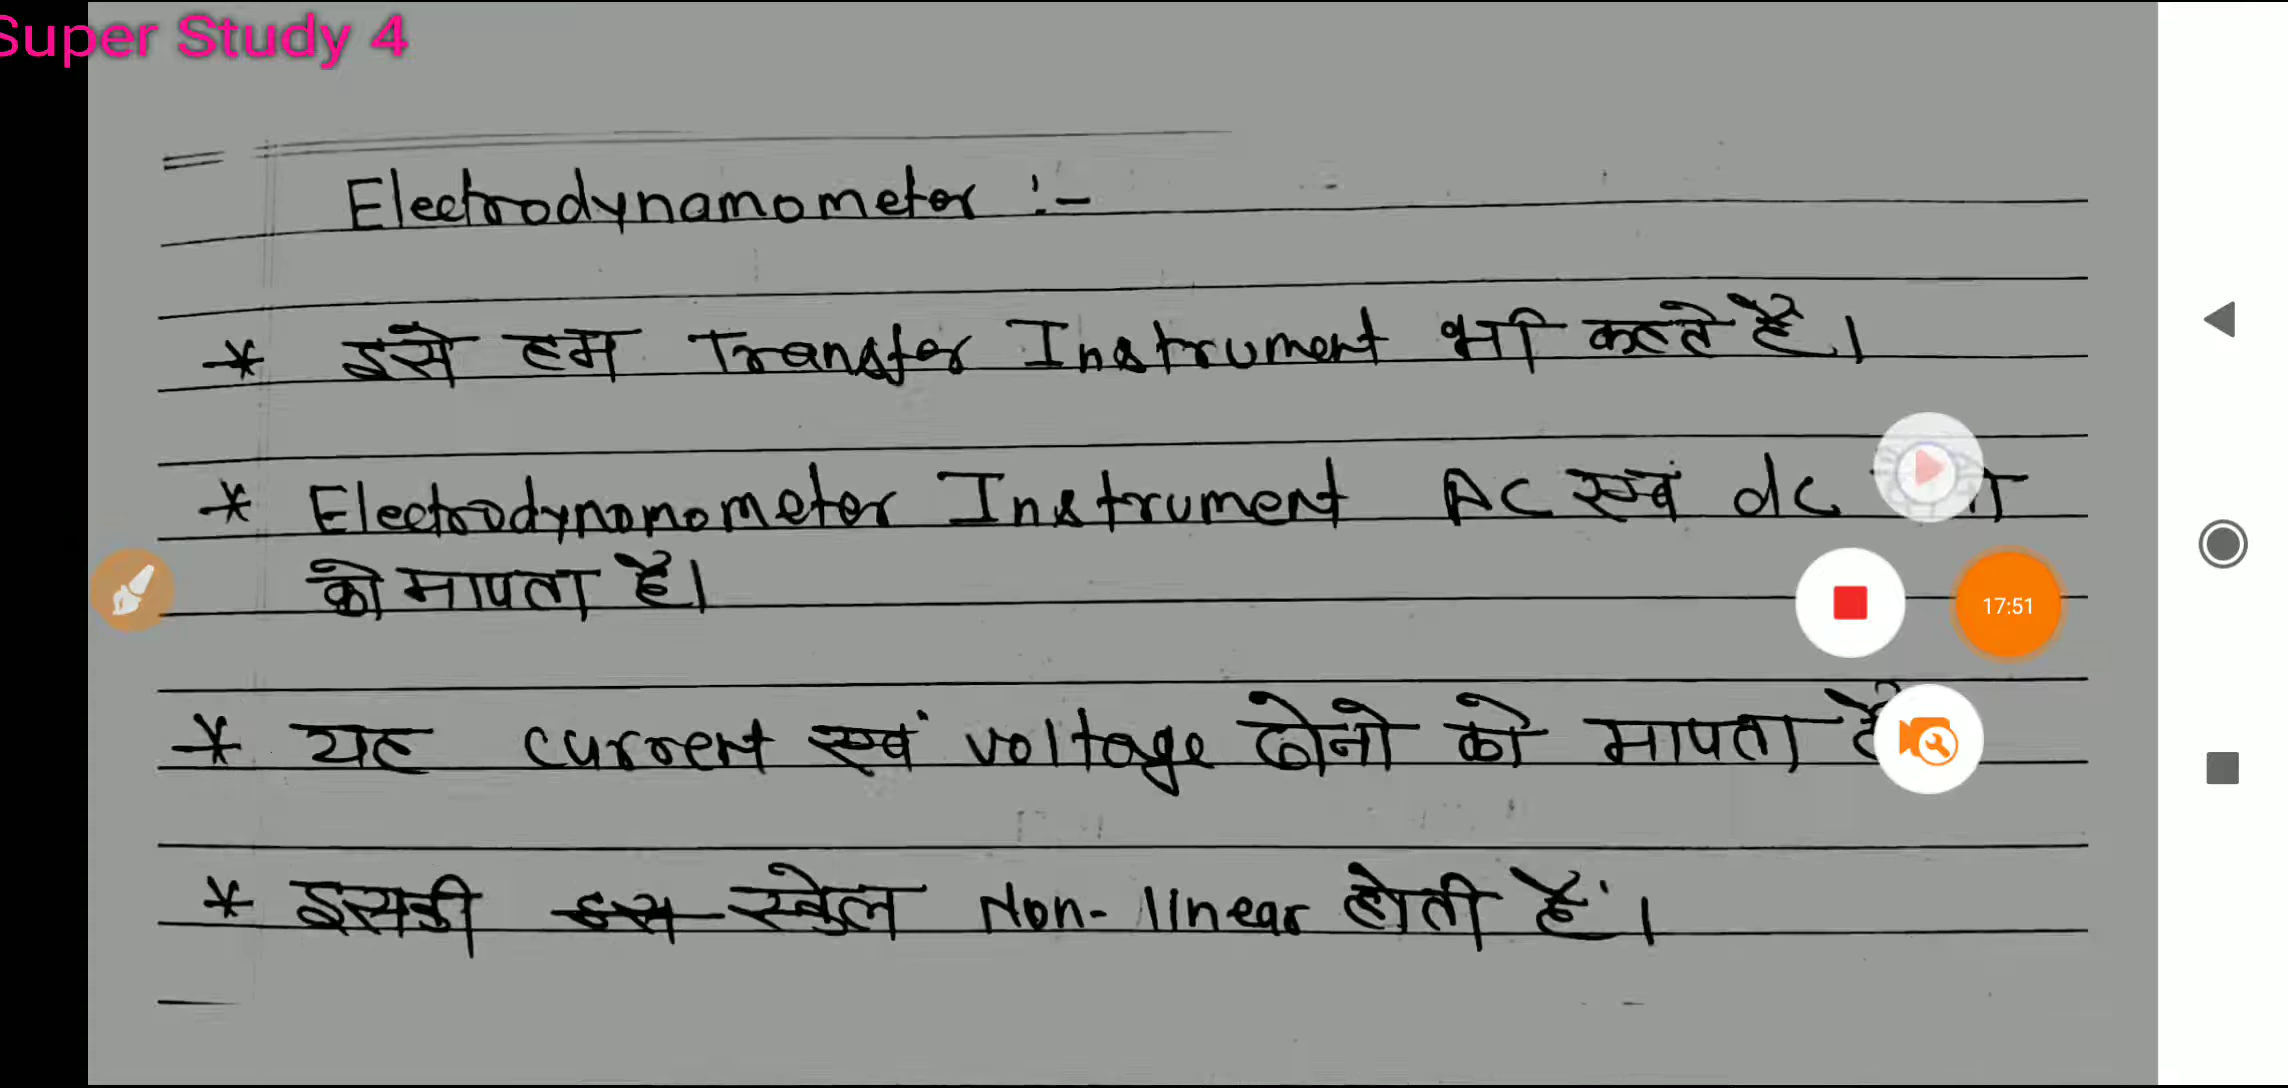 Super Study 4
Electrodynamometer :-
* इसे हम Transfer Instrument भी कहते है।
* Electrodynamometer Instrument AC एवं dc
को मापता है।
17:51
* यह current एवं voltage दोनो को मापता है
* इसकी स्केल Non-linear होती हैं।